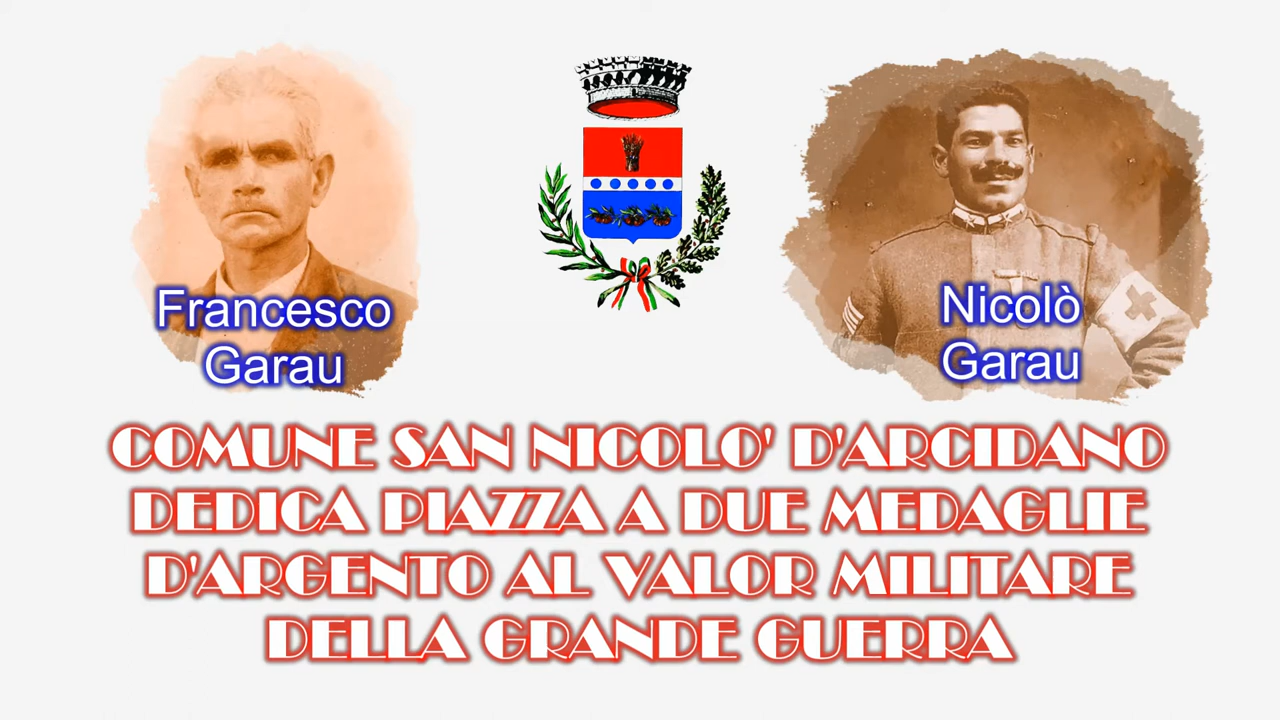 Francesco
Garau
Nicolò
Garau
COMUNE SAN NICOLO' D'ARCIDANO
DEDICA PIAZZA A DUE MEDAGLIE
D'ARGENTO AL VALOR MILITARE
DELLA GRANDE GUERRA